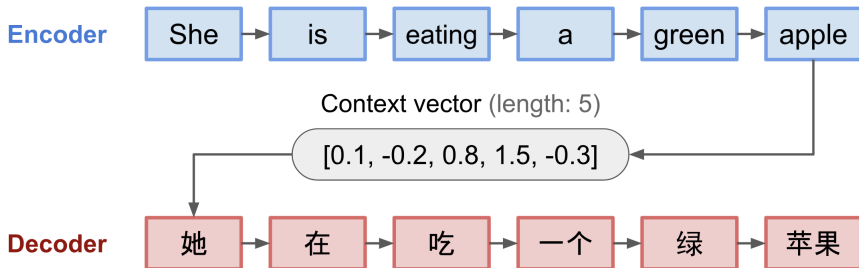 Encoder She is eating a green apple
Context vector (length: 5)
[0.1, -0.2, 0.8, 1.5, -0.3]
Decoder 她 在 吃 一个 绿 苹果